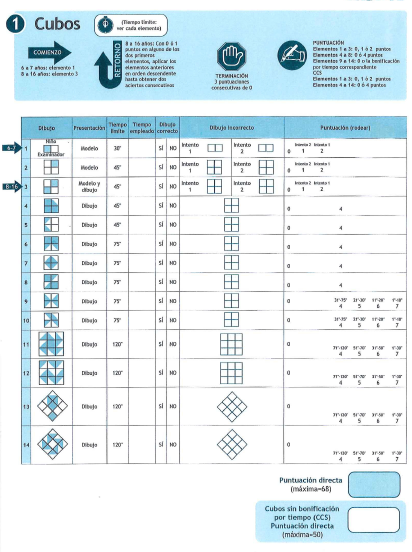 1 Cubos
(Tiempo límite: ver cada elemento)
COMIENZO
6 a 7 años: elemento 1
8 a 16 años: elemento 3
RETORNO
8 a 16 años: Con 0 ó 1
puntos en alguno de los
dos primeros
elementos, aplicar los
elementos anteriores
en orden descendente
hasta obtener dos
aciertos consecutivos
TERMINACIÓN
3 puntuaciones
consecutivas de 0
PUNTUACIÓN
Elementos 1 a 3: 0, 1 ó 2 puntos
Elementos 4 a 8: 0 ó 4 puntos
Elementos 9 a 14: 0 o la bonificación
por tiempo correspondiente
CCS
Elementos 1 a 3: 0, 1 ó 2 puntos
Elementos 4 a 14: 0 ó 4 puntos
Dibujo Presentación Tiempo límite Tiempo empleado Dibujo correcto Dibujo incorrecto Puntuación (rodear)
6-7 1 Niño Examinador Modelo 30" SÍ NO Intento 1 Intento 2 0 Intento 2 1 Intento 1 2
2 Modelo 45" SÍ NO Intento 1 Intento 2 0 Intento 2 1 Intento 1 2
8-16 3 Modelo y dibujo 45" SÍ NO Intento 1 Intento 2 0 Intento 2 1 Intento 1 2
4 Dibujo 45" SÍ NO 0 4
5 Dibujo 45" SÍ NO 0 4
6 Dibujo 75" SÍ NO 0 4
7 Dibujo 75" SÍ NO 0 4
8 Dibujo 75" SÍ NO 0 4
9 Dibujo 75" SÍ NO 0 31"-75" 4 21"-30" 5 11"-20" 6 1"-10" 7
10 Dibujo 75" SÍ NO 0 31"-75" 4 21"-30" 5 11"-20" 6 1"-10" 7
11 Dibujo 120" SÍ NO 0 71"-120" 4 51"-70" 5 31"-50" 6 1"-30" 7
12 Dibujo 120" SÍ NO 0 71"-120" 4 51"-70" 5 31"-50" 6 1"-30" 7
13 Dibujo 120" SÍ NO 0 71"-120" 4 51"-70" 5 31"-50" 6 1"-30" 7
14 Dibujo 120" SÍ NO 0 71"-120" 4 51"-70" 5 31"-50" 6 1"-30" 7
Puntuación directa
(máxima=68)
Cubos sin bonificación
por tiempo (CCS)
Puntuación directa
(máxima=50)